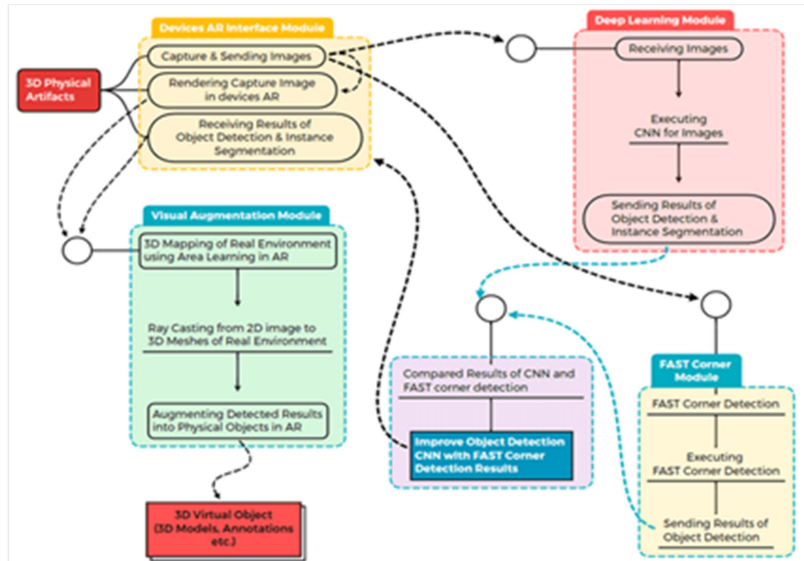 Devices AR Interface Module
Capture & Sending Images
Rendering Capture Image
in devices AR
Receiving Results of
Object Detection & Instance
Segmentation
3D Physical
Artifacts
Deep Learning Module
Receiving Images
Executing
CNN for Images
Sending Results of
Object Detection &
Instance Segmentation
Visual Augmentation Module
3D Mapping of Real Environment
using Area Learning in AR
Ray Casting from 2D image to
3D Meshes of Real Environment
Augmenting Detected Results
into Physical Objects in AR
3D Virtual Object
(3D Models, Annotations
etc.)
Compared Results of CNN and
FAST corner detection
Improve Object Detection
CNN with FAST Corner
Detection Results
FAST Corner
Module
FAST Corner Detection
Executing
FAST Corner Detection
Sending Results of
Object Detection